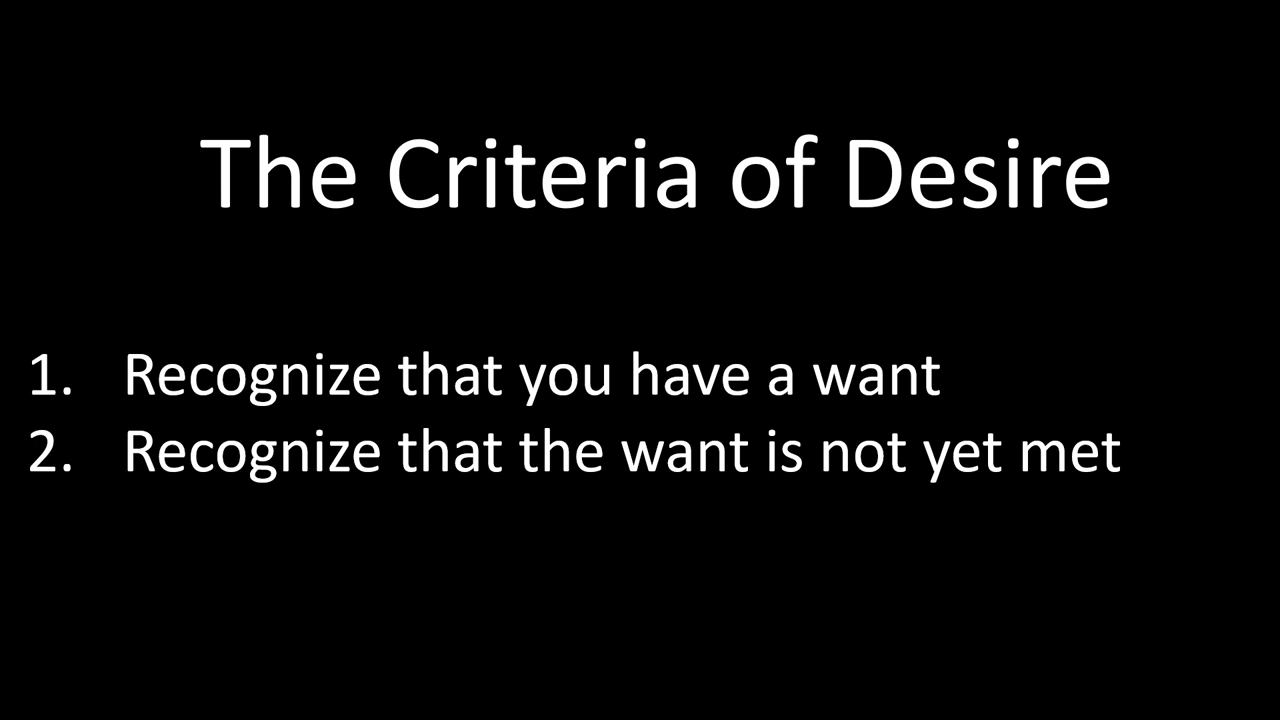 The Criteria of Desire
1. Recognize that you have a want
2. Recognize that the want is not yet met